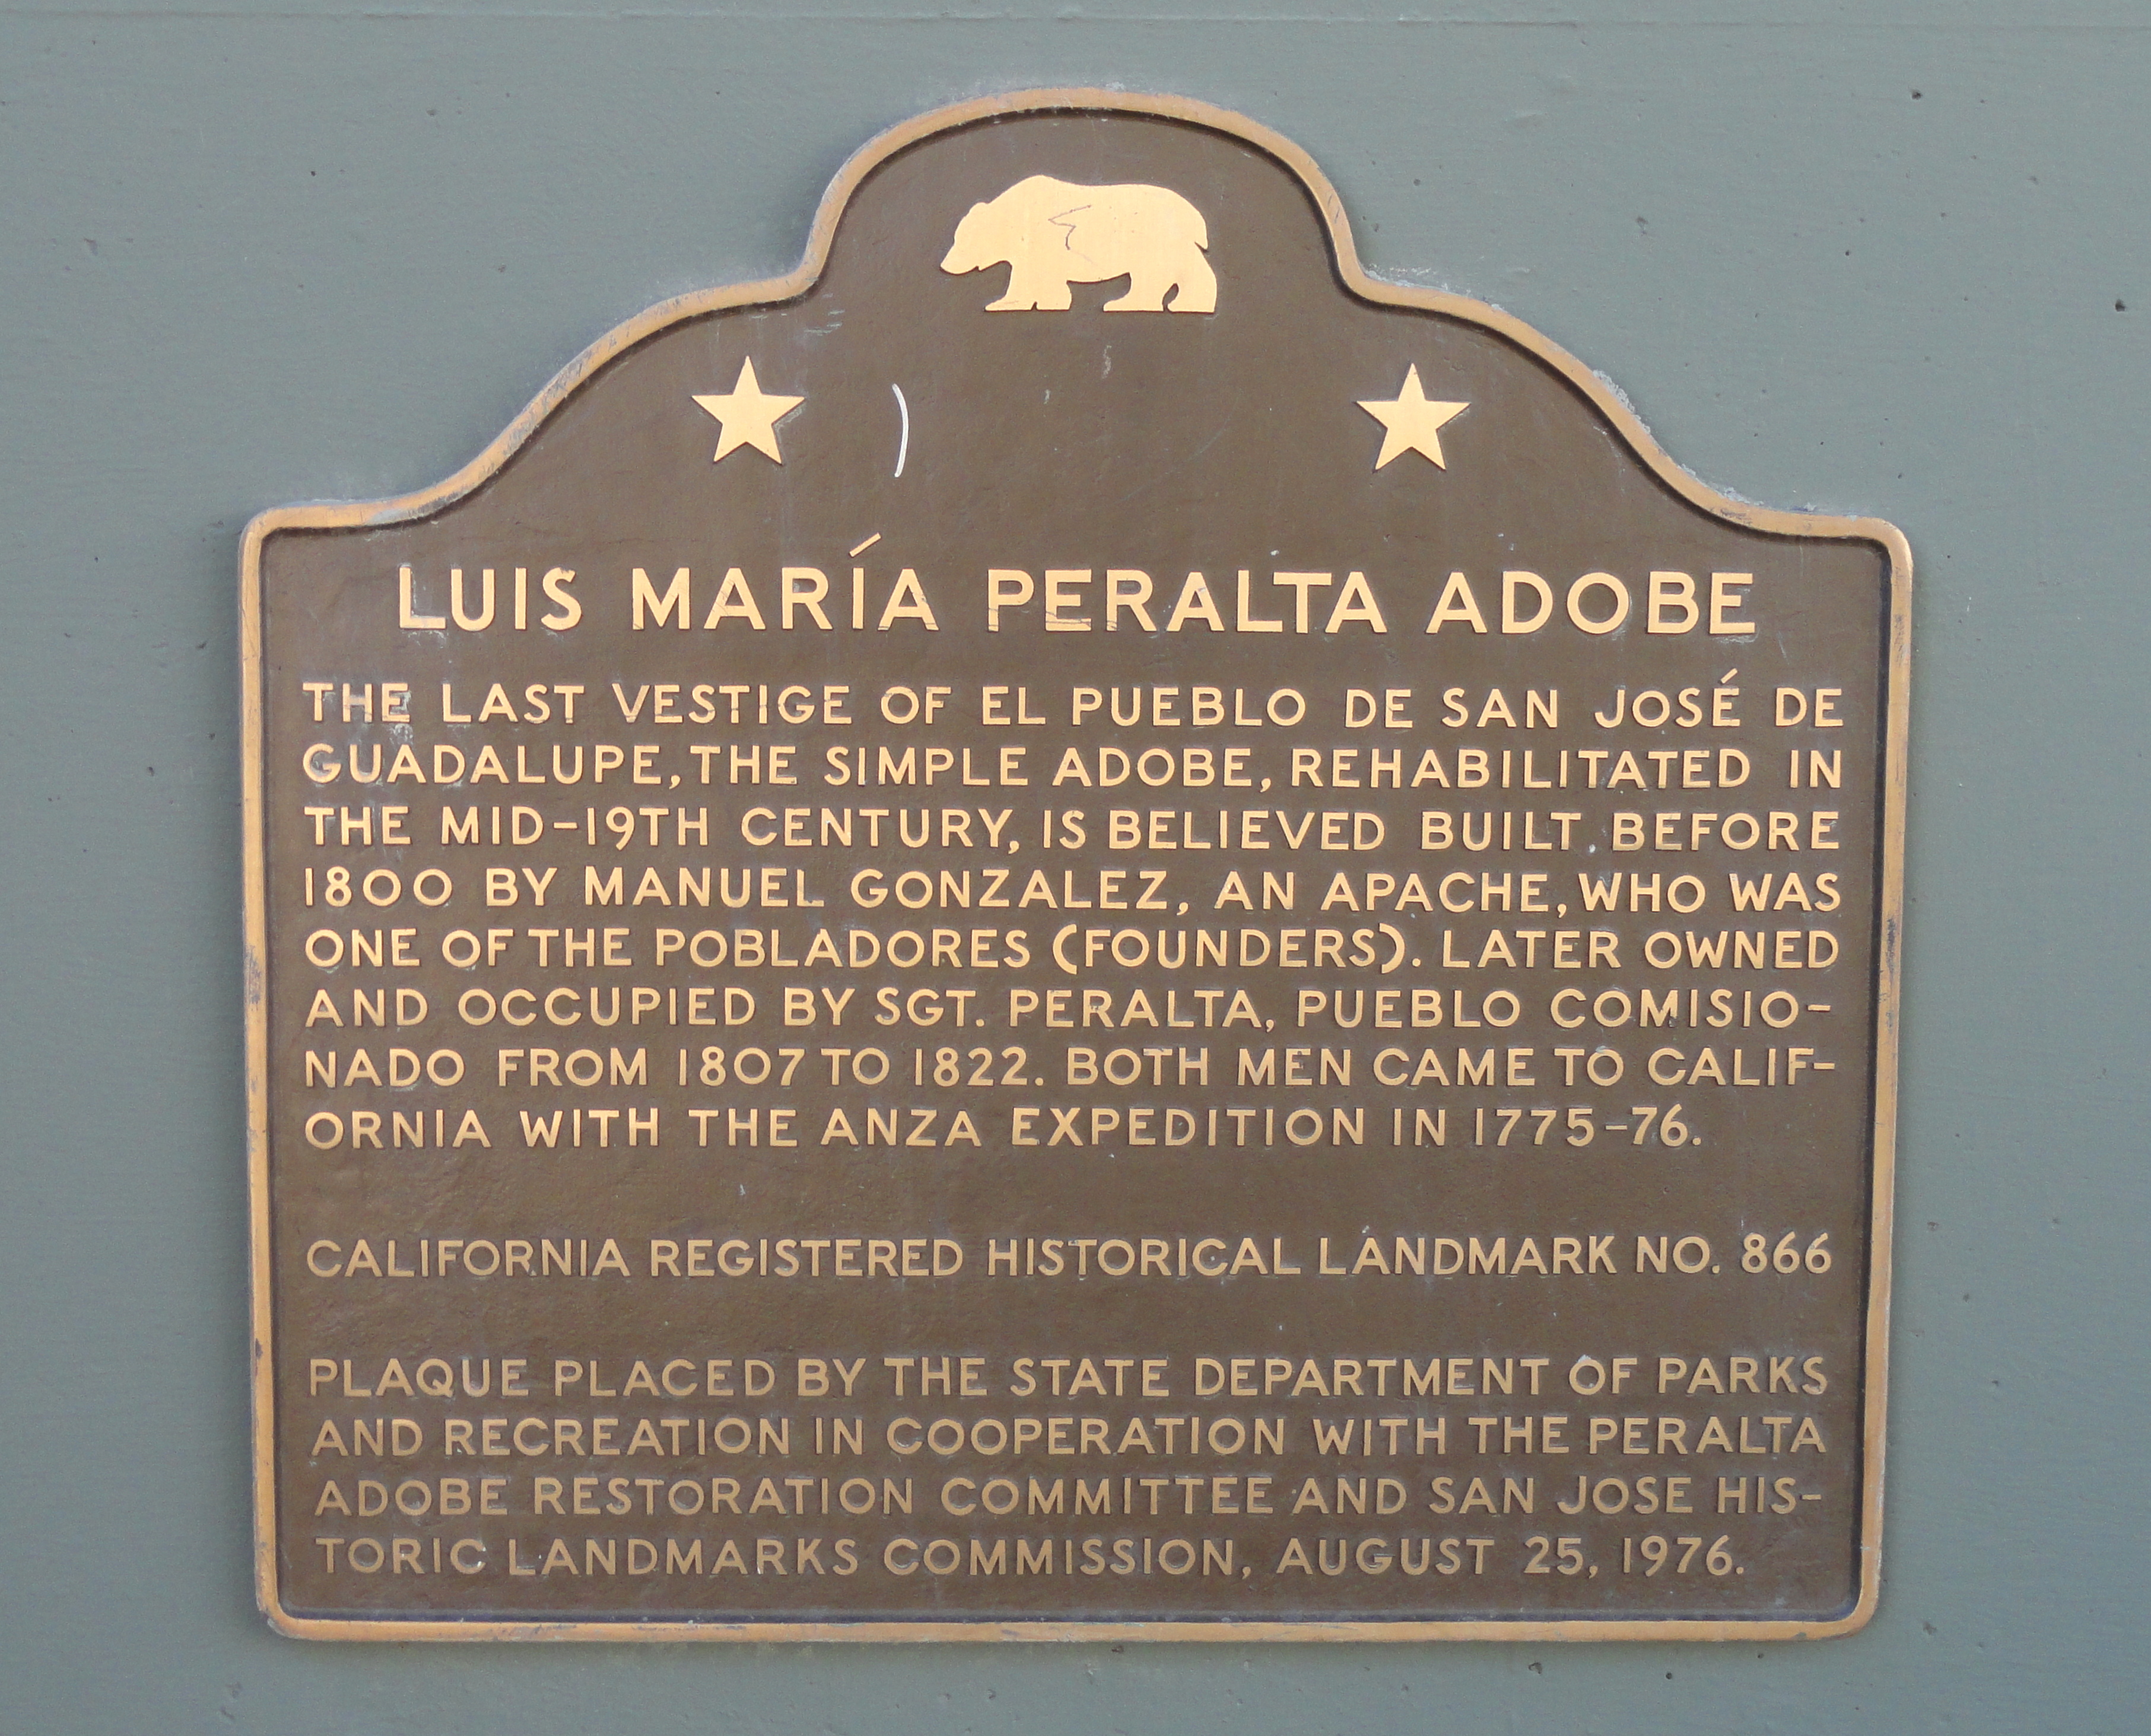 LUIS MARÍA PERALTA ADOBE
THE LAST VESTIGE OF EL PUEBLO DE SAN JOSÉ DE
GUADALUPE, THE SIMPLE ADOBE, REHABILITATED IN
THE MID-19TH CENTURY, IS BELIEVED BUILT BEFORE
1800 BY MANUEL GONZALEZ, AN APACHE, WHO WAS
ONE OF THE POBLADORES (FOUNDERS). LATER OWNED
AND OCCUPIED BY SGT. PERALTA, PUEBLO COMISIO-
NADO FROM 1807 TO 1822. BOTH MEN CAME TO CALIF-
ORNIA WITH THE ANZA EXPEDITION IN 1775-76.
CALIFORNIA REGISTERED HISTORICAL LANDMARK NO. 866
PLAQUE PLACED BY THE STATE DEPARTMENT OF PARKS
AND RECREATION IN COOPERATION WITH THE PERALTA
ADOBE RESTORATION COMMITTEE AND SAN JOSE HIS-
TORIC LANDMARKS COMMISSION, AUGUST 25, 1976.